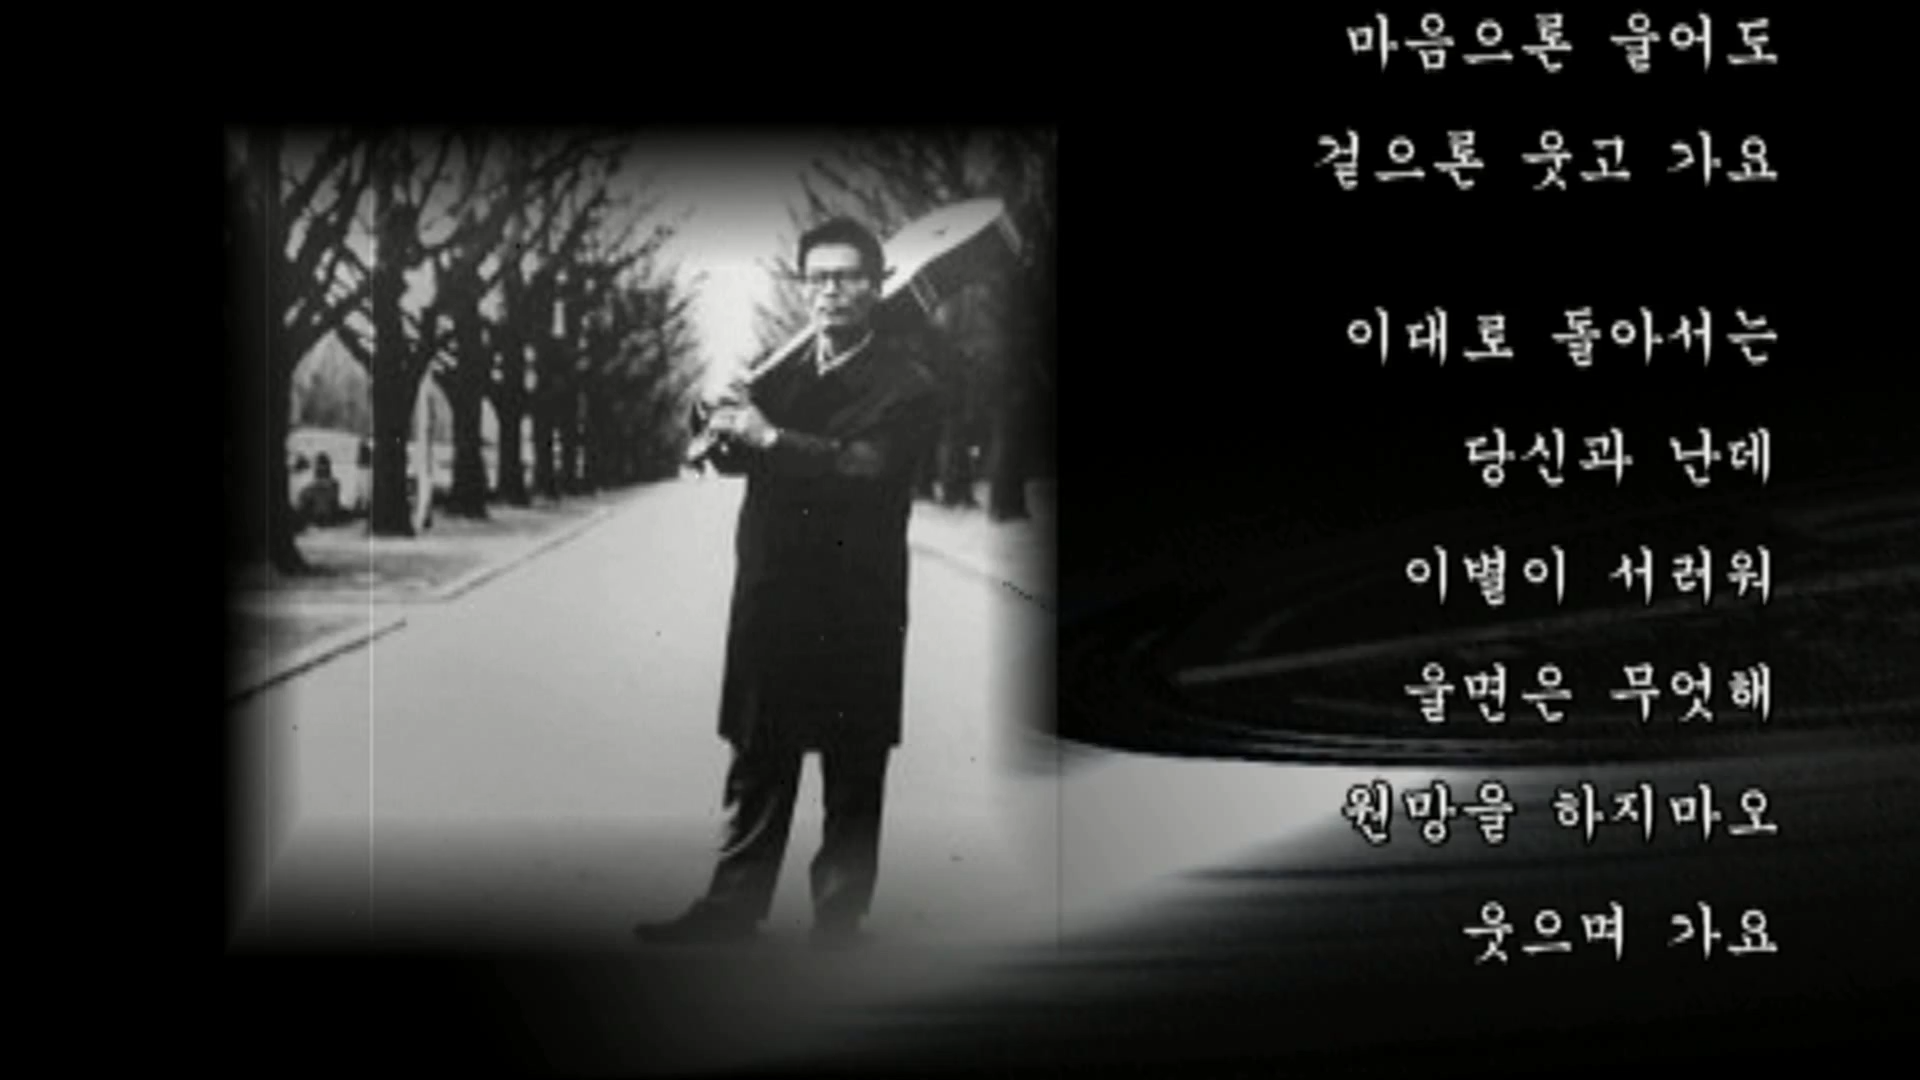 마음으론 울어도
겉으론 웃고 가요
이대로 돌아서는
당신과 난데
이별이 서러워
울면은 무엇해
원망을 하지마오
웃으며 가요